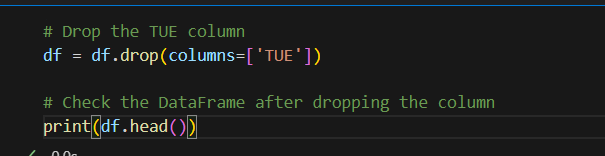 # Drop the TUE column
df = df.drop(columns=['TUE'])
# Check the DataFrame after dropping the column
print(df.head())